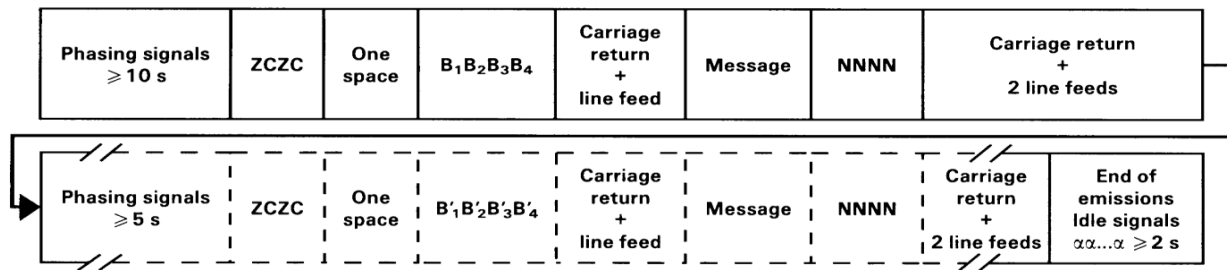 Phasing signals
⩾ 10 s
ZCZC
One
space
B₁B₂B₃B₄
Carriage
return
+
line feed
Message
NNNN
Carriage return
+
2 line feeds
Phasing signals
⩾ 5 s
ZCZC
One
space
B′₁B′₂B′₃B′₄
Carriage
return
+
line feed
Message
NNNN
Carriage
return
+
2 line feeds
End of
emissions
Idle signals
αα...α ⩾ 2 s